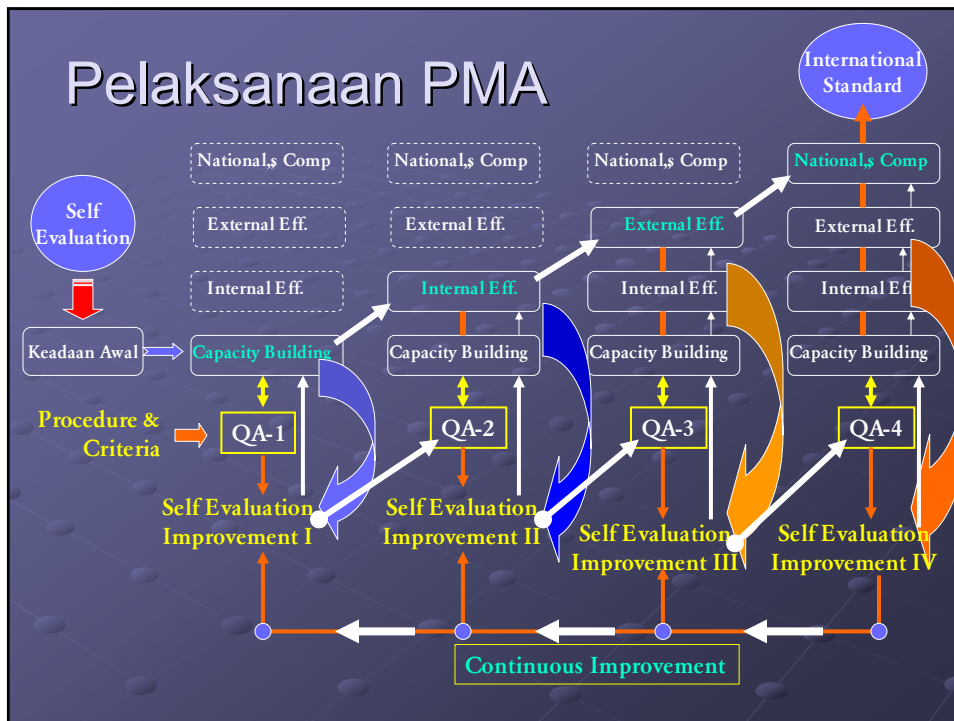 Pelaksanaan PMA
International
Standard
National,s Comp
National,s Comp
National,s Comp
National,s Comp
Self
Evaluation
External Eff.
External Eff.
External Eff.
External Eff.
Internal Eff.
Internal Eff.
Internal Eff.
Internal Eff
Keadaan Awal
Capacity Building
Capacity Building
Capacity Building
Capacity Building
Procedure &
Criteria
QA-1
QA-2
QA-3
QA-4
Self Evaluation
Improvement I
Self Evaluation
Improvement II
Self Evaluation
Improvement III
Self Evaluation
Improvement IV
Continuous Improvement